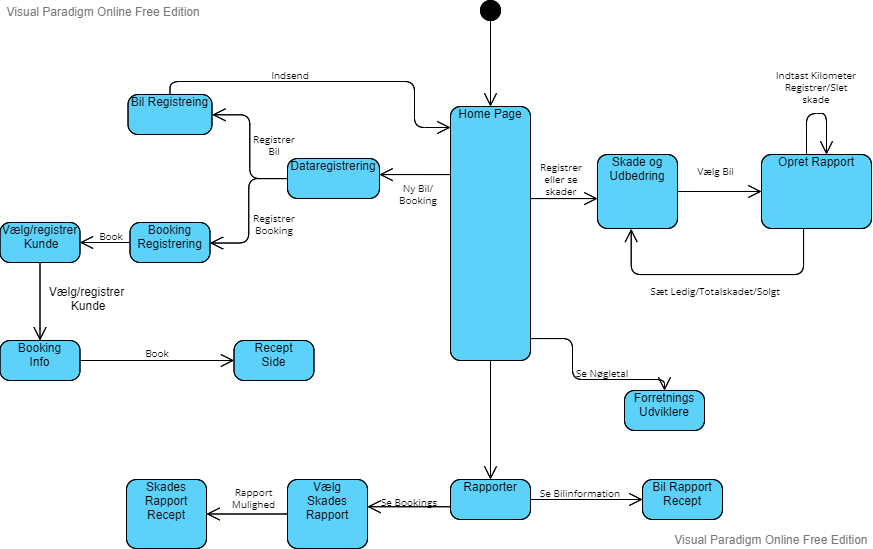 Visual Paradigm Online Free Edition
Indsend
Bil Registreing
Home Page
Indtast Kilometer
Registrer/Slet
skade
Registrer
Bil
Dataregistrering
Ny Bil/
Booking
Registrer
eller se
skader
Skade og
Udbedring
Vælg Bil
Opret Rapport
Registrer
Booking
Vælg/registrer
Kunde
Book
Booking
Registrering
Sæt Ledig/Totalskadet/Solgt
Vælg/registrer
Kunde
Booking
Info
Book
Recept
Side
Se Nøgletal
Forretnings
Udviklere
Skades
Rapport
Recept
Rapport
Mulighed
Vælg
Skades
Rapport
Se Bookings
Rapporter
Se Bilinformation
Bil Rapport
Recept
Visual Paradigm Online Free Edition